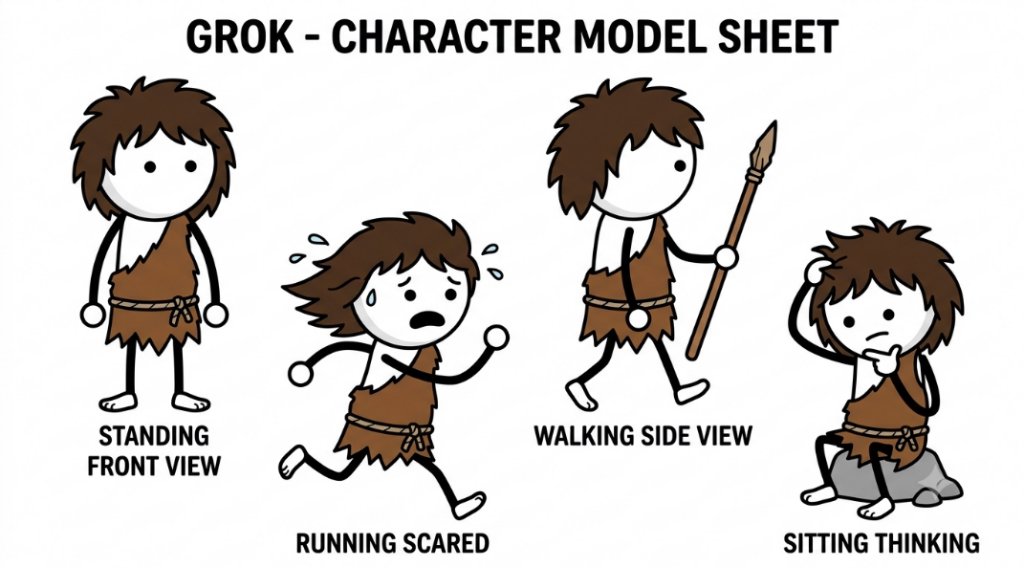 GROK - CHARACTER MODEL SHEET
STANDING
FRONT VIEW
RUNNING SCARED
WALKING SIDE VIEW
SITTING THINKING